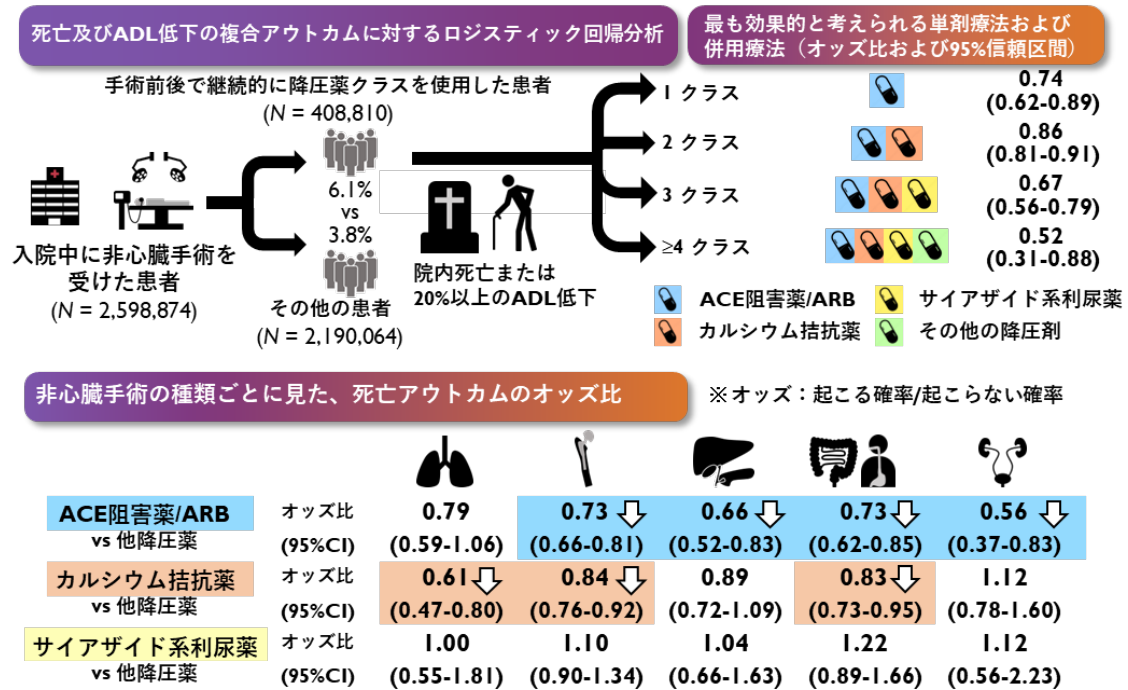 死亡及びADL低下の複合アウトカムに対するロジスティック回帰分析
手術前後で継続的に降圧薬クラスを使用した患者
(N = 408,810)
入院中に非心臓手術を
受けた患者
(N = 2,598,874)
6.1%
vs
3.8%
その他の患者
(N = 2,190,064)
院内死亡または
20%以上のADL低下
最も効果的と考えられる単剤療法および
併用療法（オッズ比および95%信頼区間）
1 クラス
0.74
(0.62-0.89)
2 クラス
0.86
(0.81-0.91)
3 クラス
0.67
(0.56-0.79)
≥4 クラス
0.52
(0.31-0.88)
ACE阻害薬/ARB
サイアザイド系利尿薬
カルシウム拮抗薬
その他の降圧剤
非心臓手術の種類ごとに見た、死亡アウトカムのオッズ比
※オッズ：起こる確率/起こらない確率
ACE阻害薬/ARB オッズ比 0.79 0.73 0.66 0.73 0.56
vs 他降圧薬 (95%CI) (0.59-1.06) (0.66-0.81) (0.52-0.83) (0.62-0.85) (0.37-0.83)
カルシウム拮抗薬 オッズ比 0.61 0.84 0.89 0.83 1.12
vs 他降圧薬 (95%CI) (0.47-0.80) (0.76-0.92) (0.72-1.09) (0.73-0.95) (0.78-1.60)
サイアザイド系利尿薬 オッズ比 1.00 1.10 1.04 1.22 1.12
vs 他降圧薬 (95%CI) (0.55-1.81) (0.90-1.34) (0.66-1.63) (0.89-1.66) (0.56-2.23)